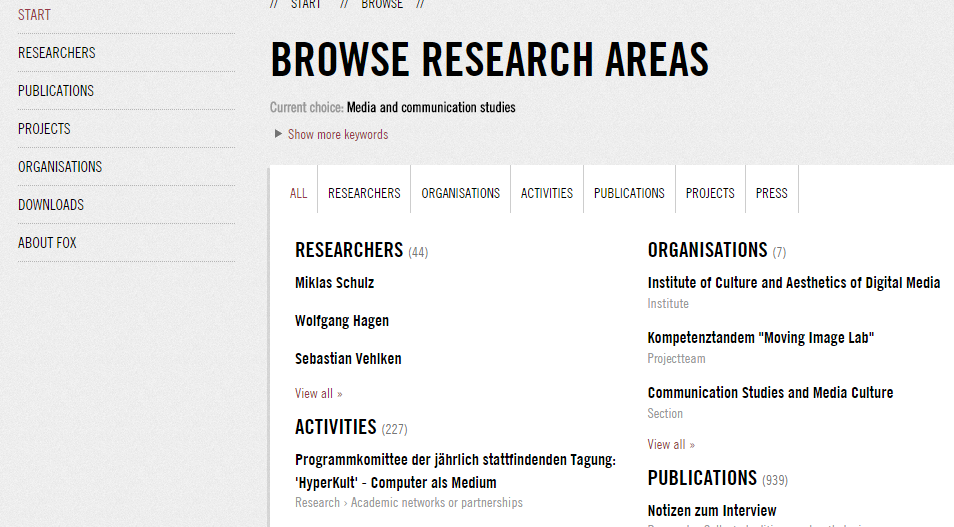 // START // BROWSE //
START
RESEARCHERS
PUBLICATIONS
PROJECTS
ORGANISATIONS
DOWNLOADS
ABOUT FOX
BROWSE RESEARCH AREAS
Current choice: Media and communication studies
Show more keywords
ALL RESEARCHERS ORGANISATIONS ACTIVITIES PUBLICATIONS PROJECTS PRESS
RESEARCHERS (44)
Miklas Schulz
Wolfgang Hagen
Sebastian Vehlken
View all »
ACTIVITIES (227)
Programmkomittee der jährlich stattfindenden Tagung:
'HyperKult' - Computer als Medium
Research › Academic networks or partnerships
ORGANISATIONS (7)
Institute of Culture and Aesthetics of Digital Media
Institute
Kompetenztandem "Moving Image Lab"
Projectteam
Communication Studies and Media Culture
Section
View all »
PUBLICATIONS (939)
Notizen zum Interview